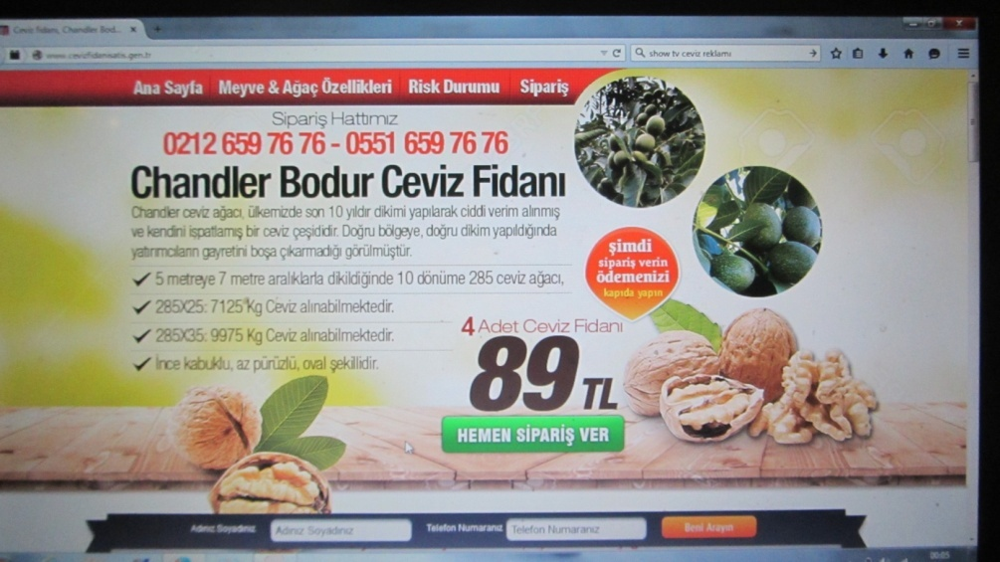 Ceviz Fidanı, Chandler Bod...
www.cevizfidanisatis.gen.tr
show tv ceviz reklamı
Ana Sayfa
Meyve & Ağaç Özellikleri
Risk Durumu
Sipariş
Sipariş Hattımız
0212 659 76 76 - 0551 659 76 76
Chandler Bodur Ceviz Fidanı
Chandler ceviz ağacı, ülkemizde son 10 yıldır dikimi yapılarak ciddi verim alınmış
ve kendini ispatlamış bir ceviz çeşididir. Doğru bölgeye, doğru dikim yapıldığında
yatırımcıların gayretini boşa çıkarmadığı görülmüştür.
5 metreye 7 metre aralıklarla dikildiğinde 10 dönüme 285 ceviz ağacı,
285X25: 7125 Kg Ceviz alınabilmektedir.
285X35: 9975 Kg Ceviz alınabilmektedir.
İnce kabuklu, az pürüzlü, oval şekillidir.
şimdi
sipariş verin
ödemenizi
kapıda yapın
4 Adet Ceviz Fidanı
89 TL
HEMEN SİPARİŞ VER
Adınız Soyadınız
Adınız Soyadınız
Telefon Numaranız
Telefon Numaranız
Beni Arayın
00:05